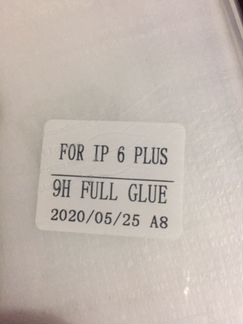 FOR IP 6 PLUS
9H FULL GLUE
2020/05/25 A8